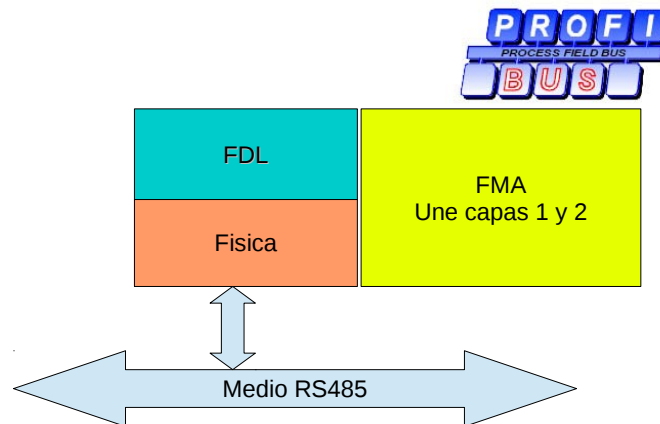 PROFI
PROCESS FIELD BUS
BUS
FDL
FMA
Une capas 1 y 2
Fisica
Medio RS485